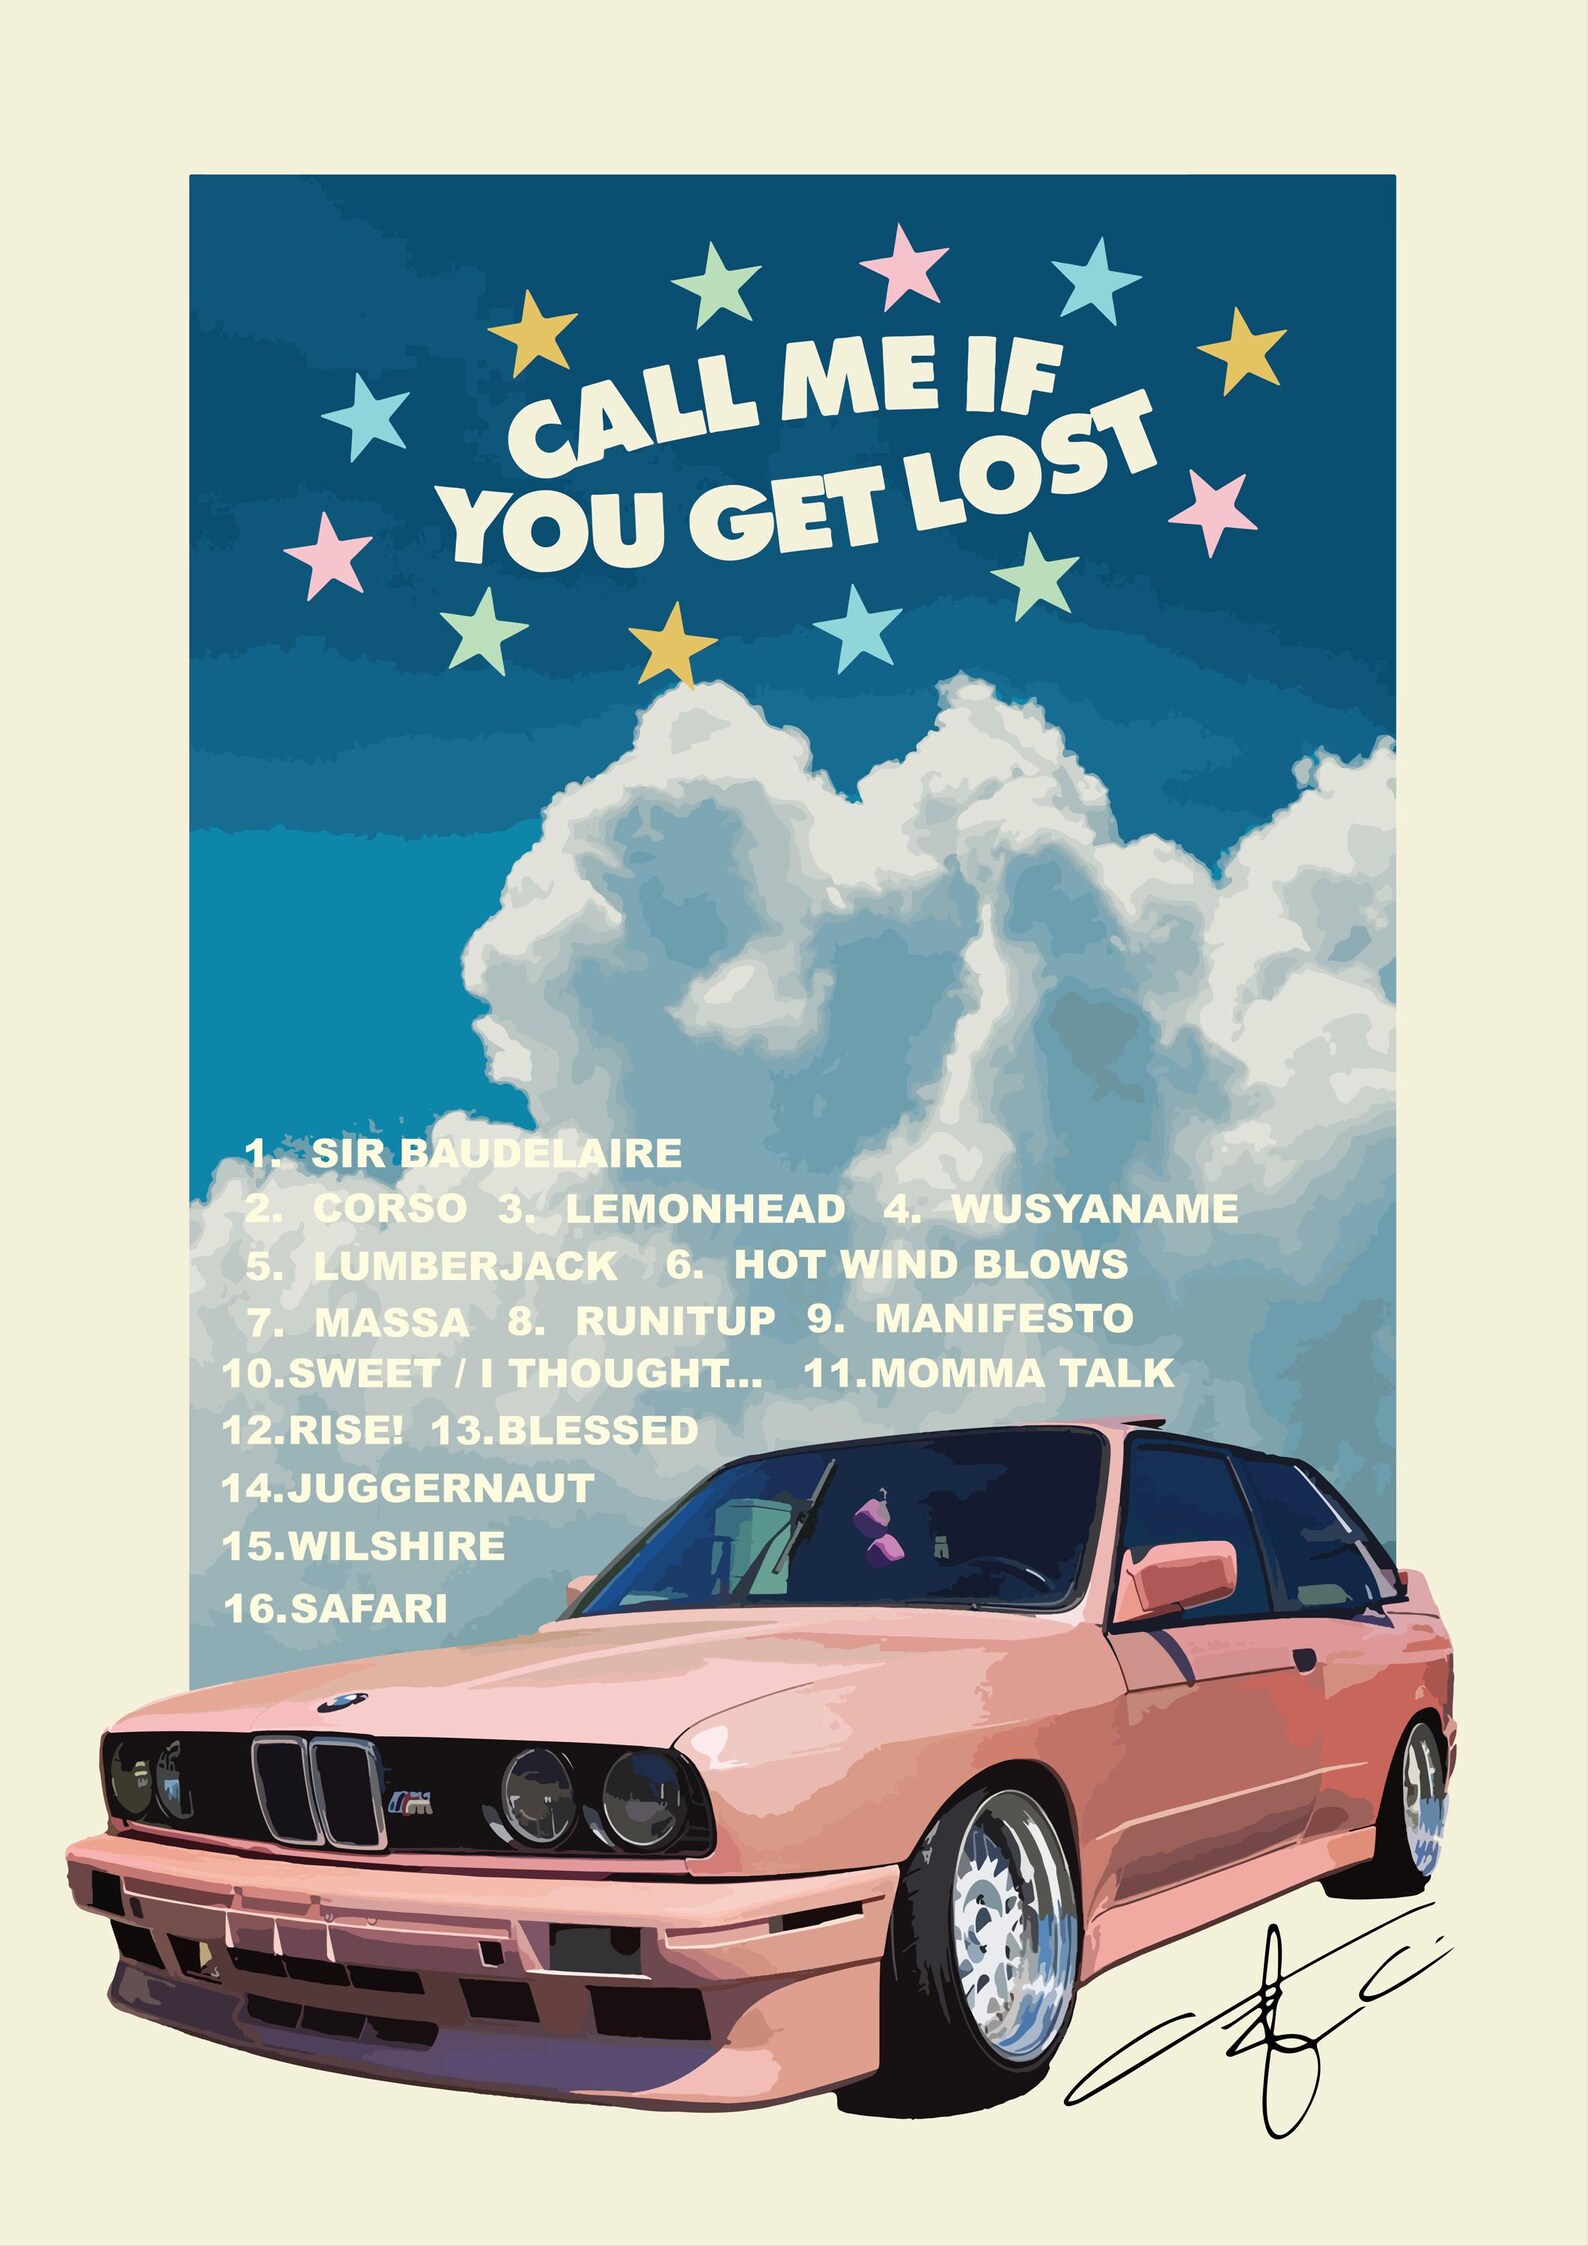 CALL ME IF
YOU GET LOST
1. SIR BAUDELAIRE
2. CORSO 3. LEMONHEAD 4. WUSYANAME
5. LUMBERJACK 6. HOT WIND BLOWS
7. MASSA 8. RUNITUP 9. MANIFESTO
10.SWEET / I THOUGHT... 11.MOMMA TALK
12.RISE! 13.BLESSED
14.JUGGERNAUT
15.WILSHIRE
16.SAFARI
M